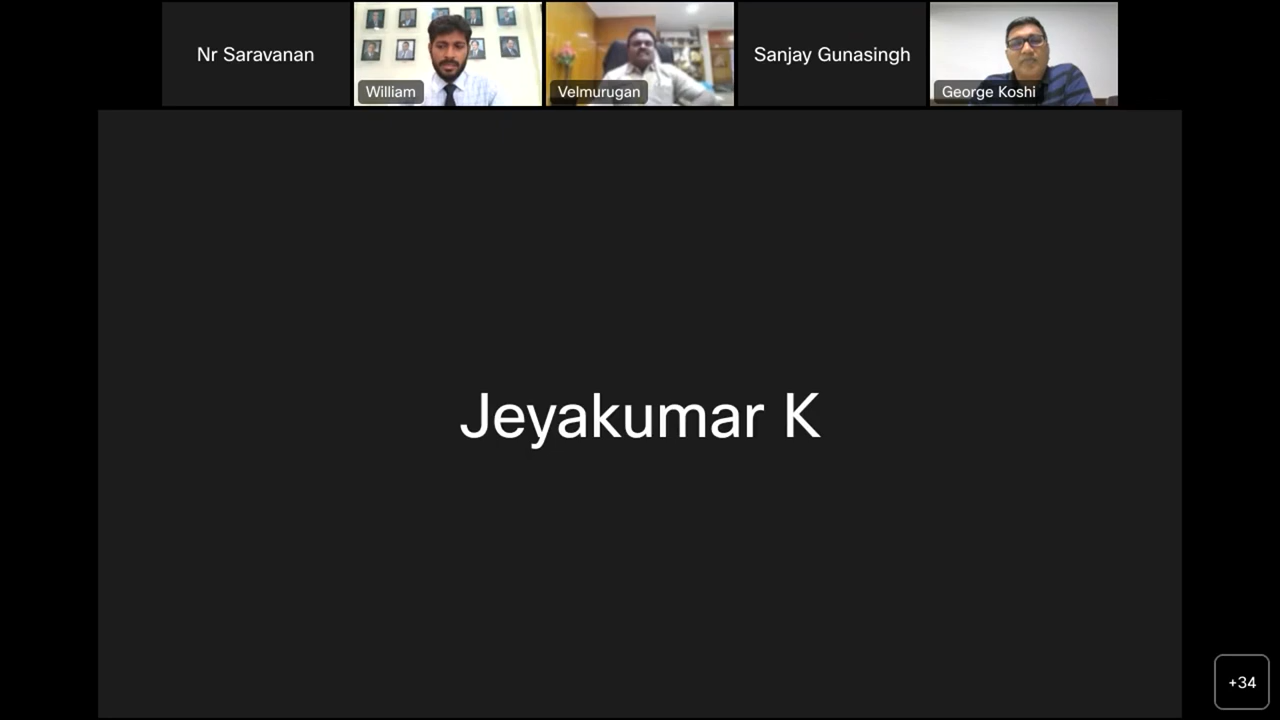 Nr Saravanan
William
Velmurugan
Sanjay Gunasingh
George Koshi
Jeyakumar K
+34